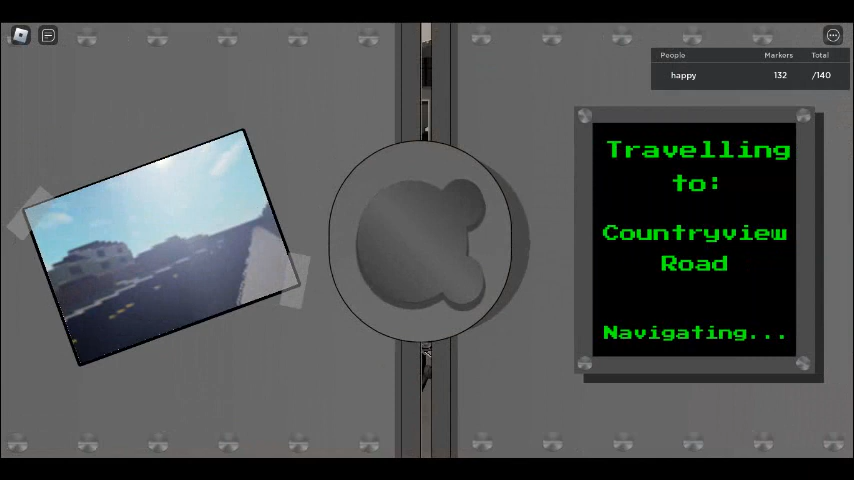 People Markers Total
happy 132 /140
Travelling
to:
Countryview
Road
Navigating...